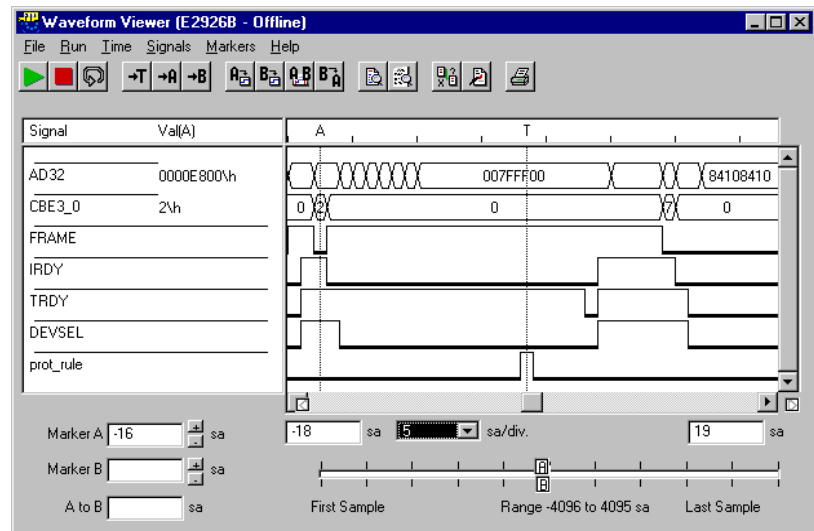 Waveform Viewer (E2926B - Offline)
File Run Time Signals Markers Help
→T →A →B
Signal Val(A) A T
AD32 0000E800\h 007FFF00 84108410
CBE3_0 2\h 0 2 0 7 0
FRAME
IRDY
TRDY
DEVSEL
prot_rule
Marker A -16 + - sa -18 sa 5 sa/div. 19 sa
Marker B + - sa A B
A to B sa First Sample Range -4096 to 4095 sa Last Sample